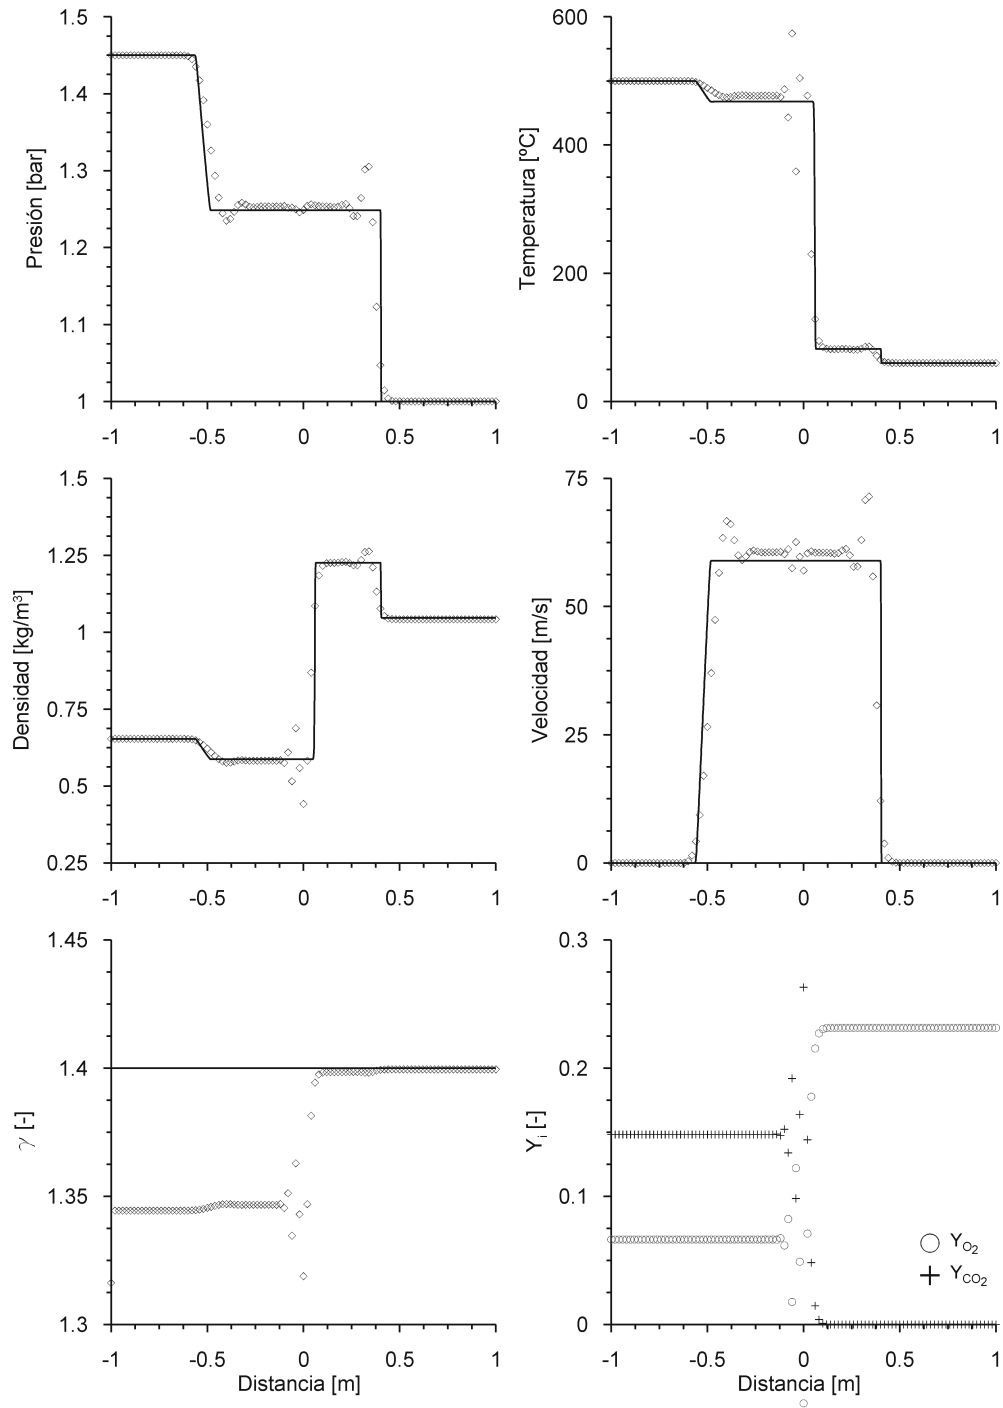 Presión [bar]
1.5
1.4
1.3
1.2
1.1
1
-1 -0.5 0 0.5 1
Temperatura [ºC]
600
400
200
0
-1 -0.5 0 0.5 1
Densidad [kg/m³]
1.5
1.25
1
0.75
0.5
0.25
-1 -0.5 0 0.5 1
Velocidad [m/s]
75
50
25
0
-1 -0.5 0 0.5 1
γ [-]
1.45
1.4
1.35
1.3
-1 -0.5 0 0.5 1
Distancia [m]
Yi [-]
0.3
0.2
0.1
0
YO2
YCO2
-1 -0.5 0 0.5 1
Distancia [m]